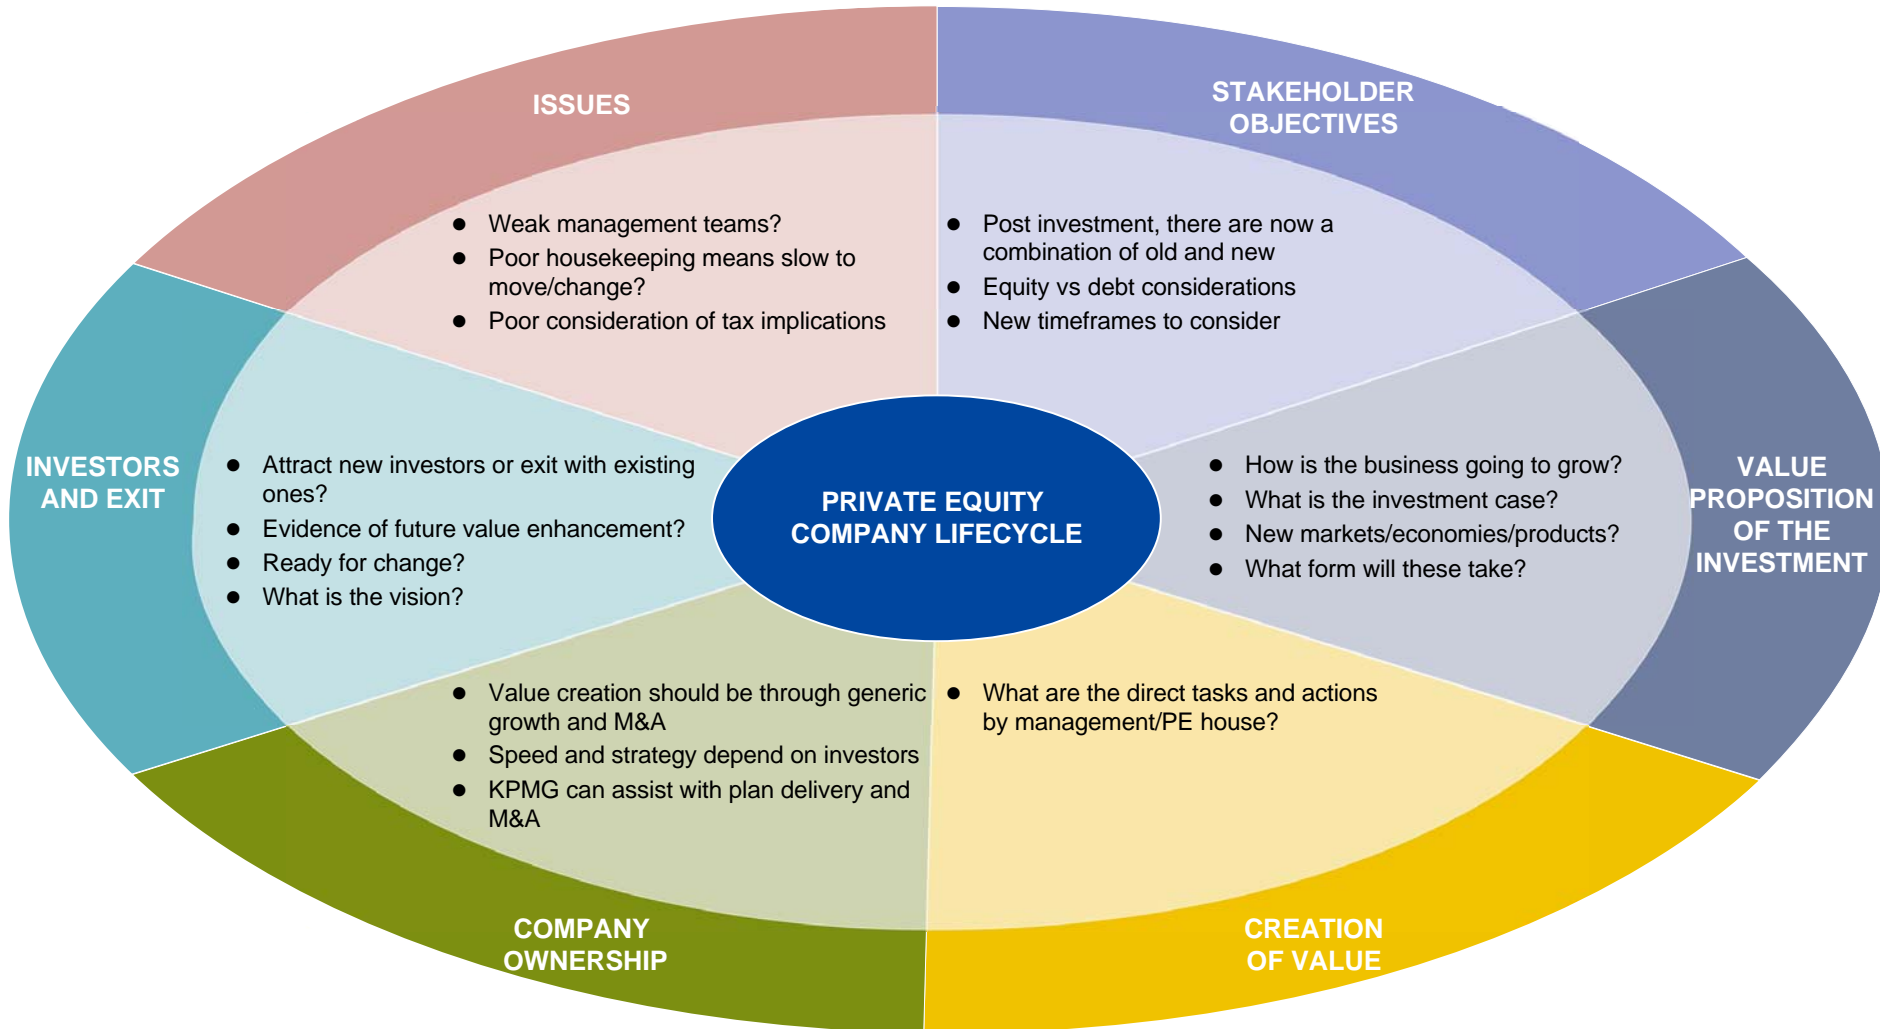 ISSUES
● Weak management teams?
● Poor housekeeping means slow to
move/change?
● Poor consideration of tax implications
STAKEHOLDER
OBJECTIVES
● Post investment, there are now a
combination of old and new
● Equity vs debt considerations
● New timeframes to consider
INVESTORS
AND EXIT
● Attract new investors or exit with existing
ones?
● Evidence of future value enhancement?
● Ready for change?
● What is the vision?
PRIVATE EQUITY
COMPANY LIFECYCLE
● How is the business going to grow?
● What is the investment case?
● New markets/economies/products?
● What form will these take?
VALUE
PROPOSITION
OF THE
INVESTMENT
● Value creation should be through generic
growth and M&A
● Speed and strategy depend on investors
● KPMG can assist with plan delivery and
M&A
COMPANY
OWNERSHIP
● What are the direct tasks and actions
by management/PE house?
CREATION
OF VALUE